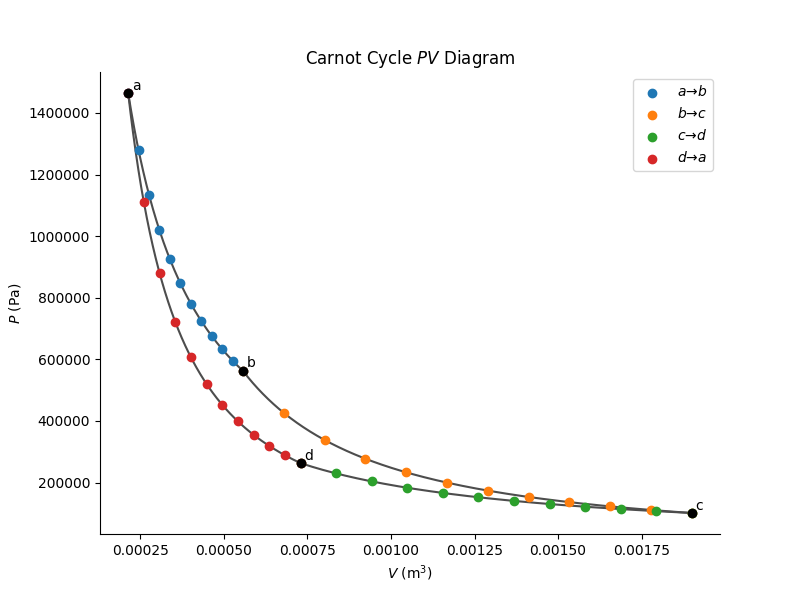 Carnot Cycle PV Diagram
a
a→b
b→c
c→d
d→a
1400000
1200000
1000000
800000
600000
400000
200000
P (Pa)
b
d
c
0.00025
0.00050
0.00075
0.00100
0.00125
0.00150
0.00175
V (m³)